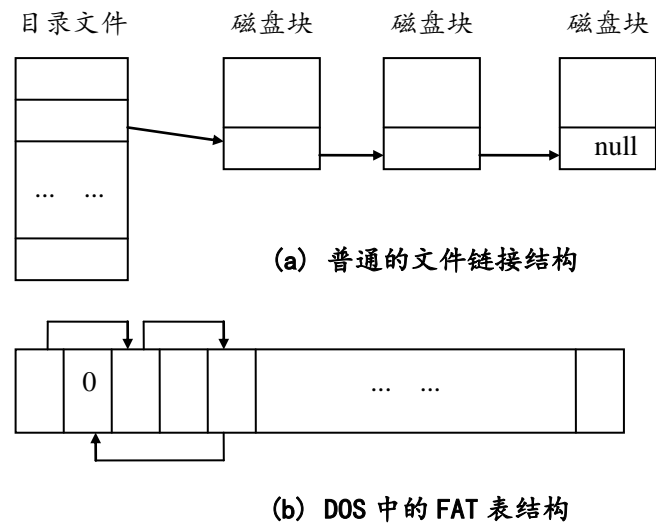 目录文件 磁盘块 磁盘块 磁盘块
null
... ...
(a) 普通的文件链接结构
0 ... ...
(b) DOS 中的 FAT 表结构